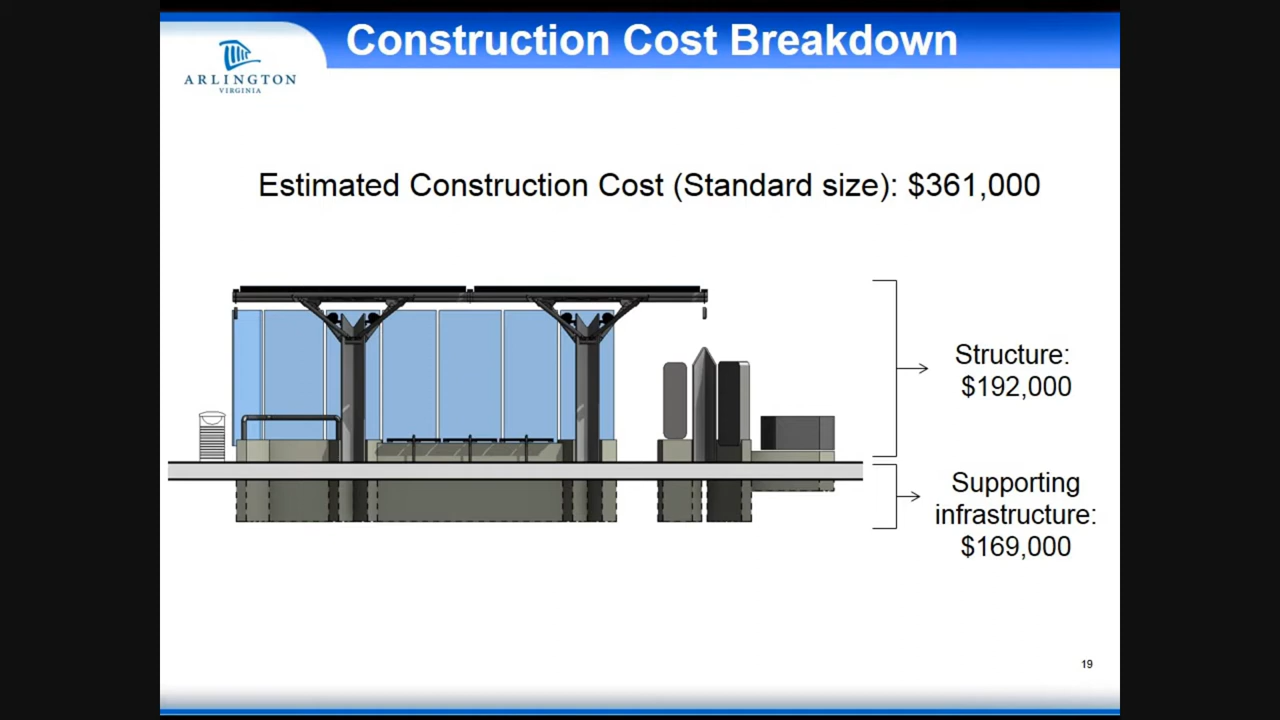 Construction Cost Breakdown
ARLINGTON
VIRGINIA
Estimated Construction Cost (Standard size): $361,000
Structure:
$192,000
Supporting
infrastructure:
$169,000
19